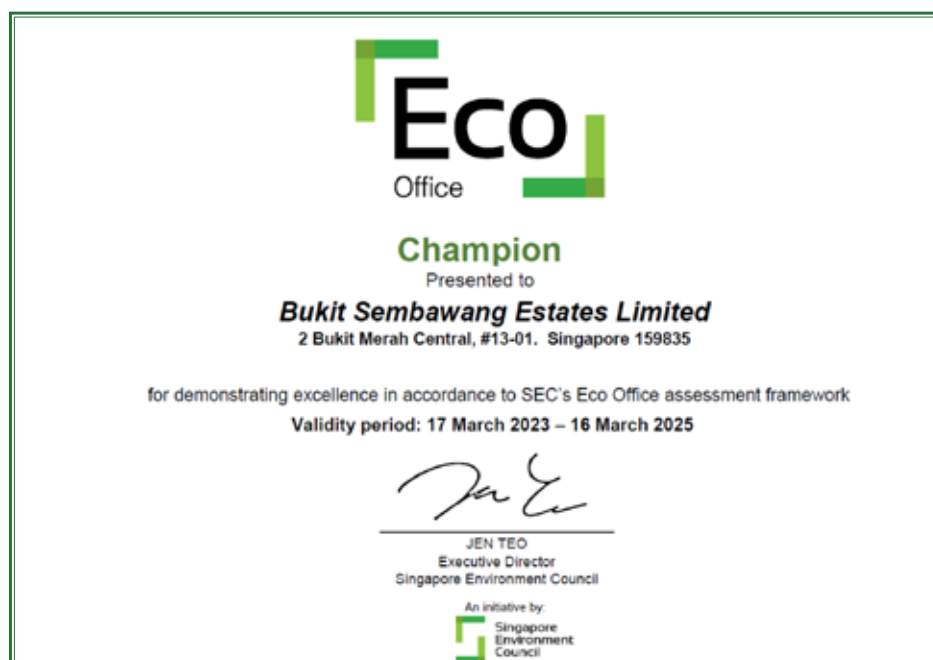 Eco
Office
Champion
Presented to
Bukit Sembawang Estates Limited
2 Bukit Merah Central, #13-01. Singapore 159835
for demonstrating excellence in accordance to SEC's Eco Office assessment framework
Validity period: 17 March 2023 – 16 March 2025
JEN TEO
Executive Director
Singapore Environment Council
An initiative by:
Singapore
Environment
Council